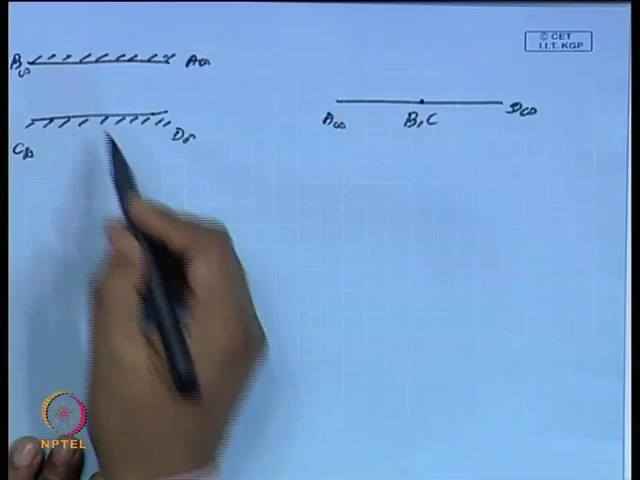 © CET
I.I.T. KGP
B∞ A∞
C∞ D∞
A∞ B, C D∞
NPTEL